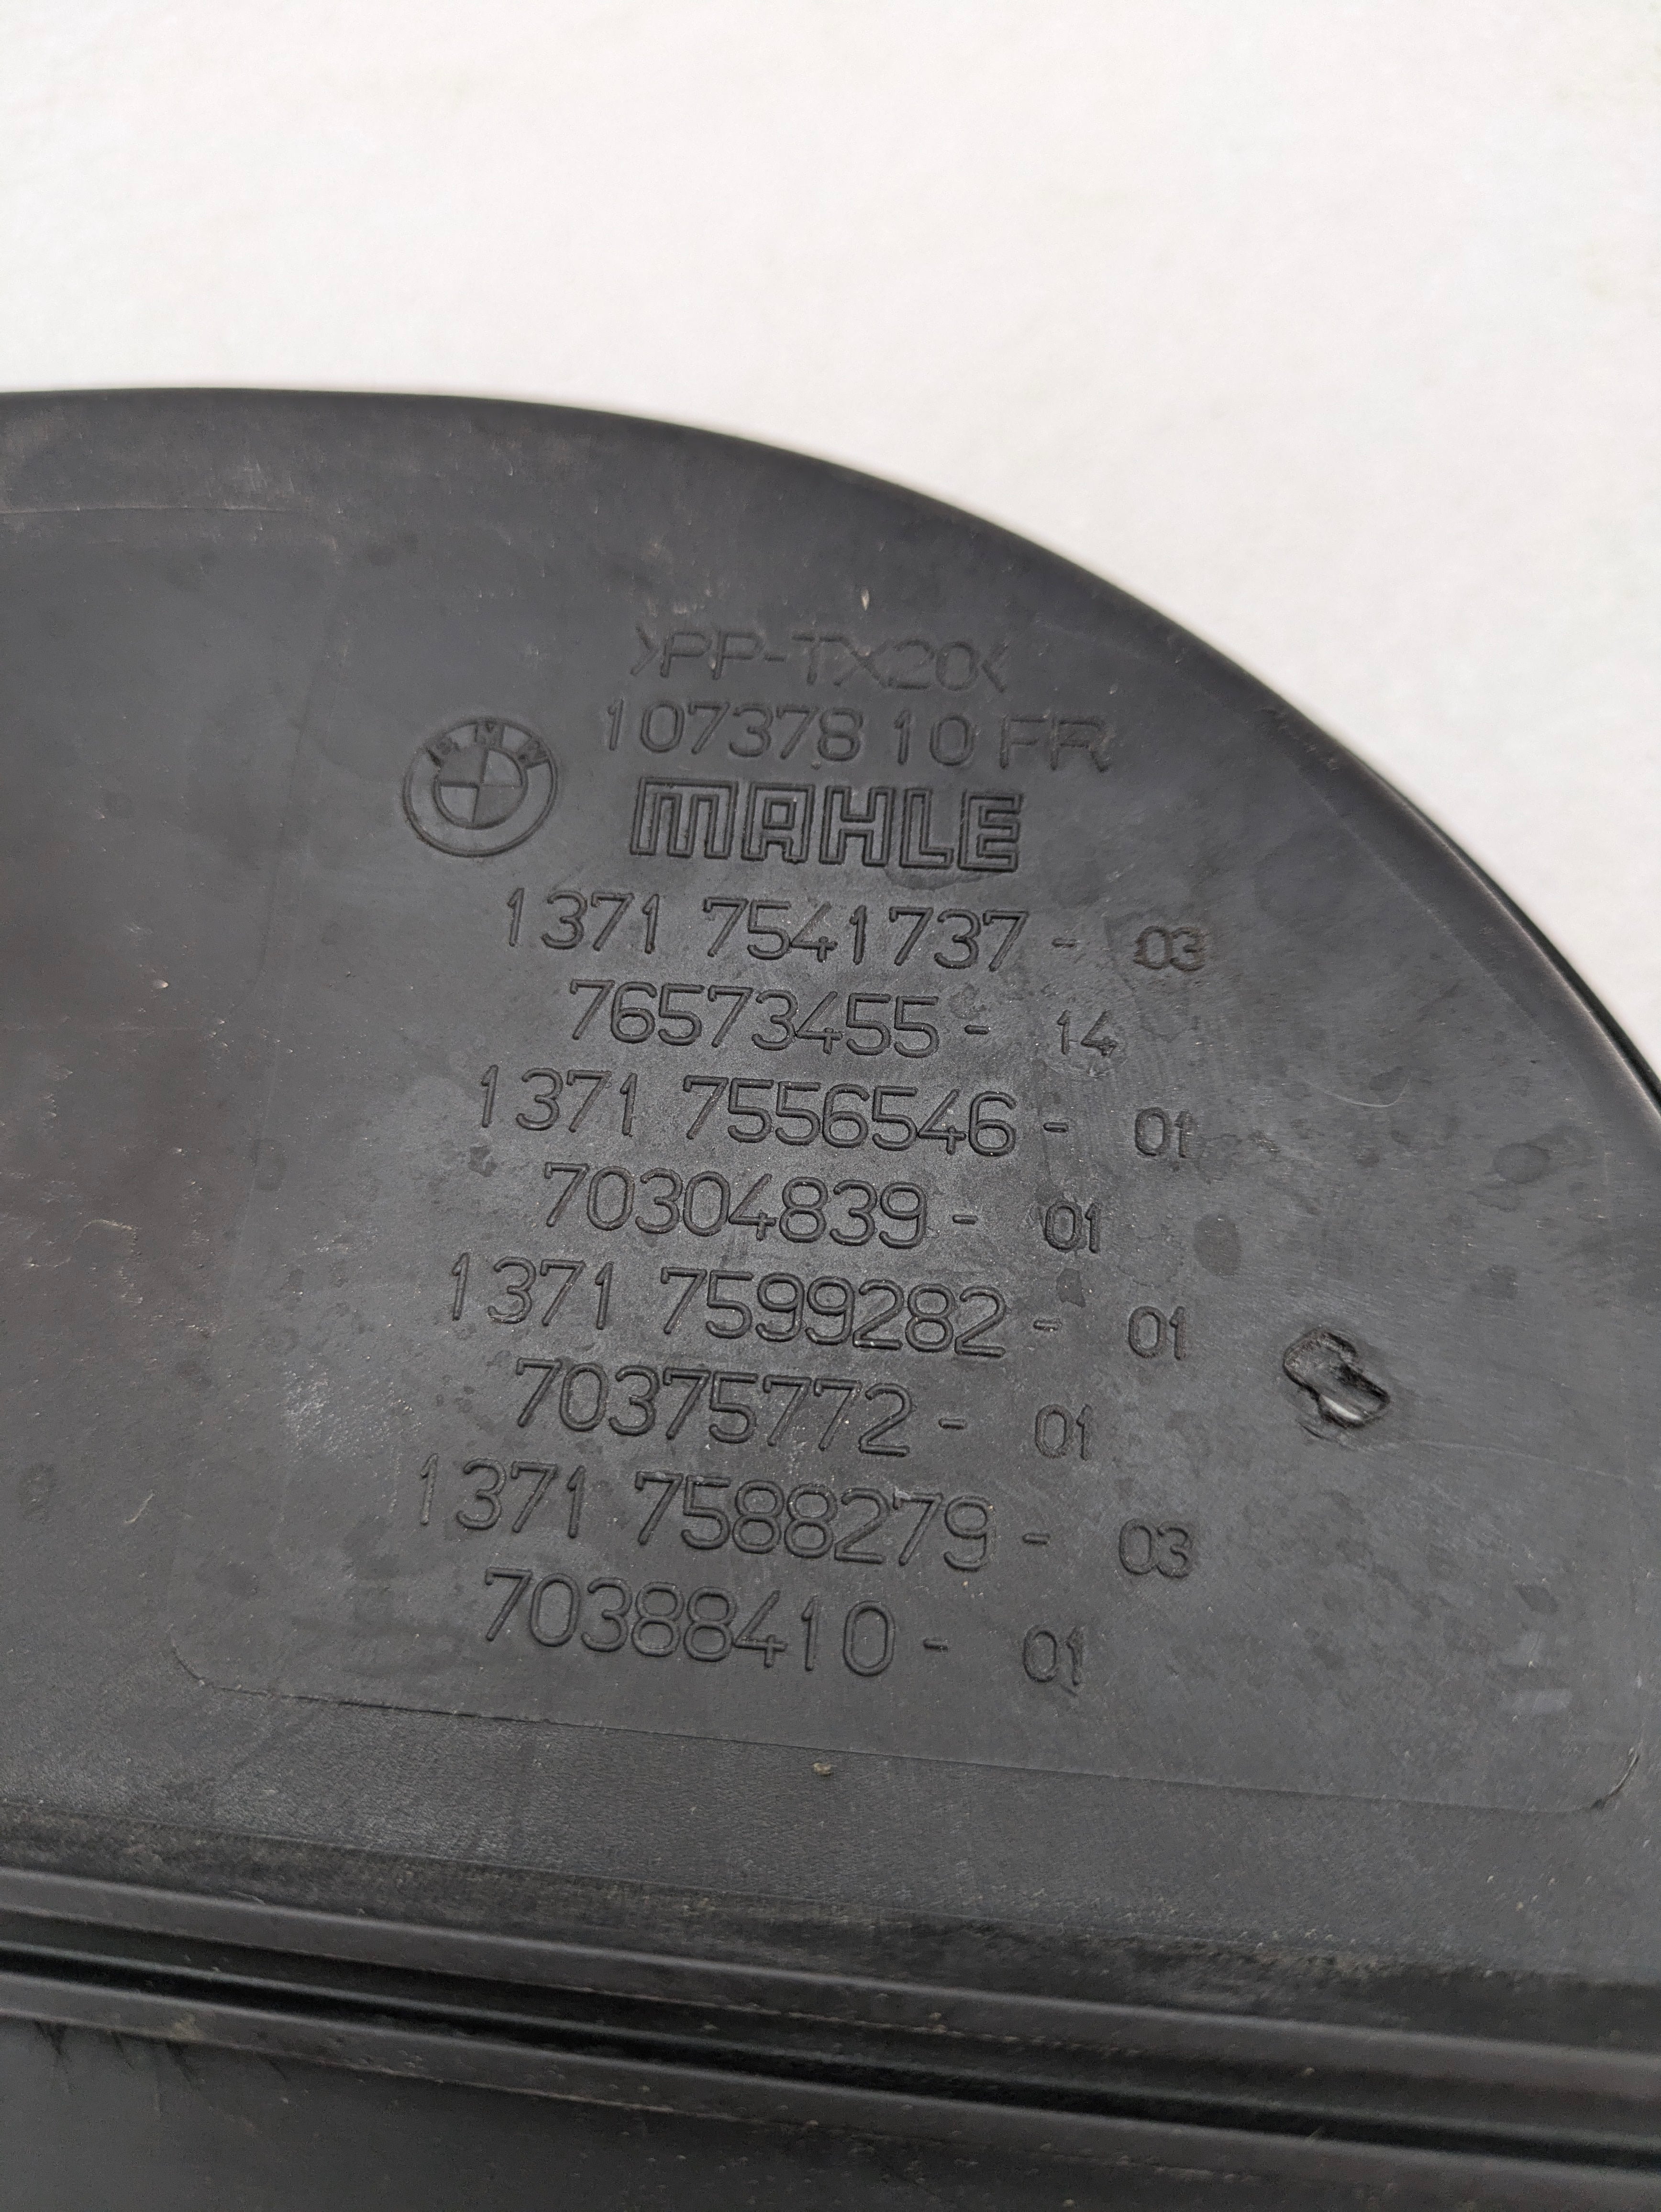 >PP-TX20<
107378 10 FR
BMW
MAHLE
1371 7541737 - 03
76573455 - 14
1371 7556546 - 01
70304839 - 01
1371 7599282 - 01
70375772 - 01
1371 7588279 - 03
70388410 - 01